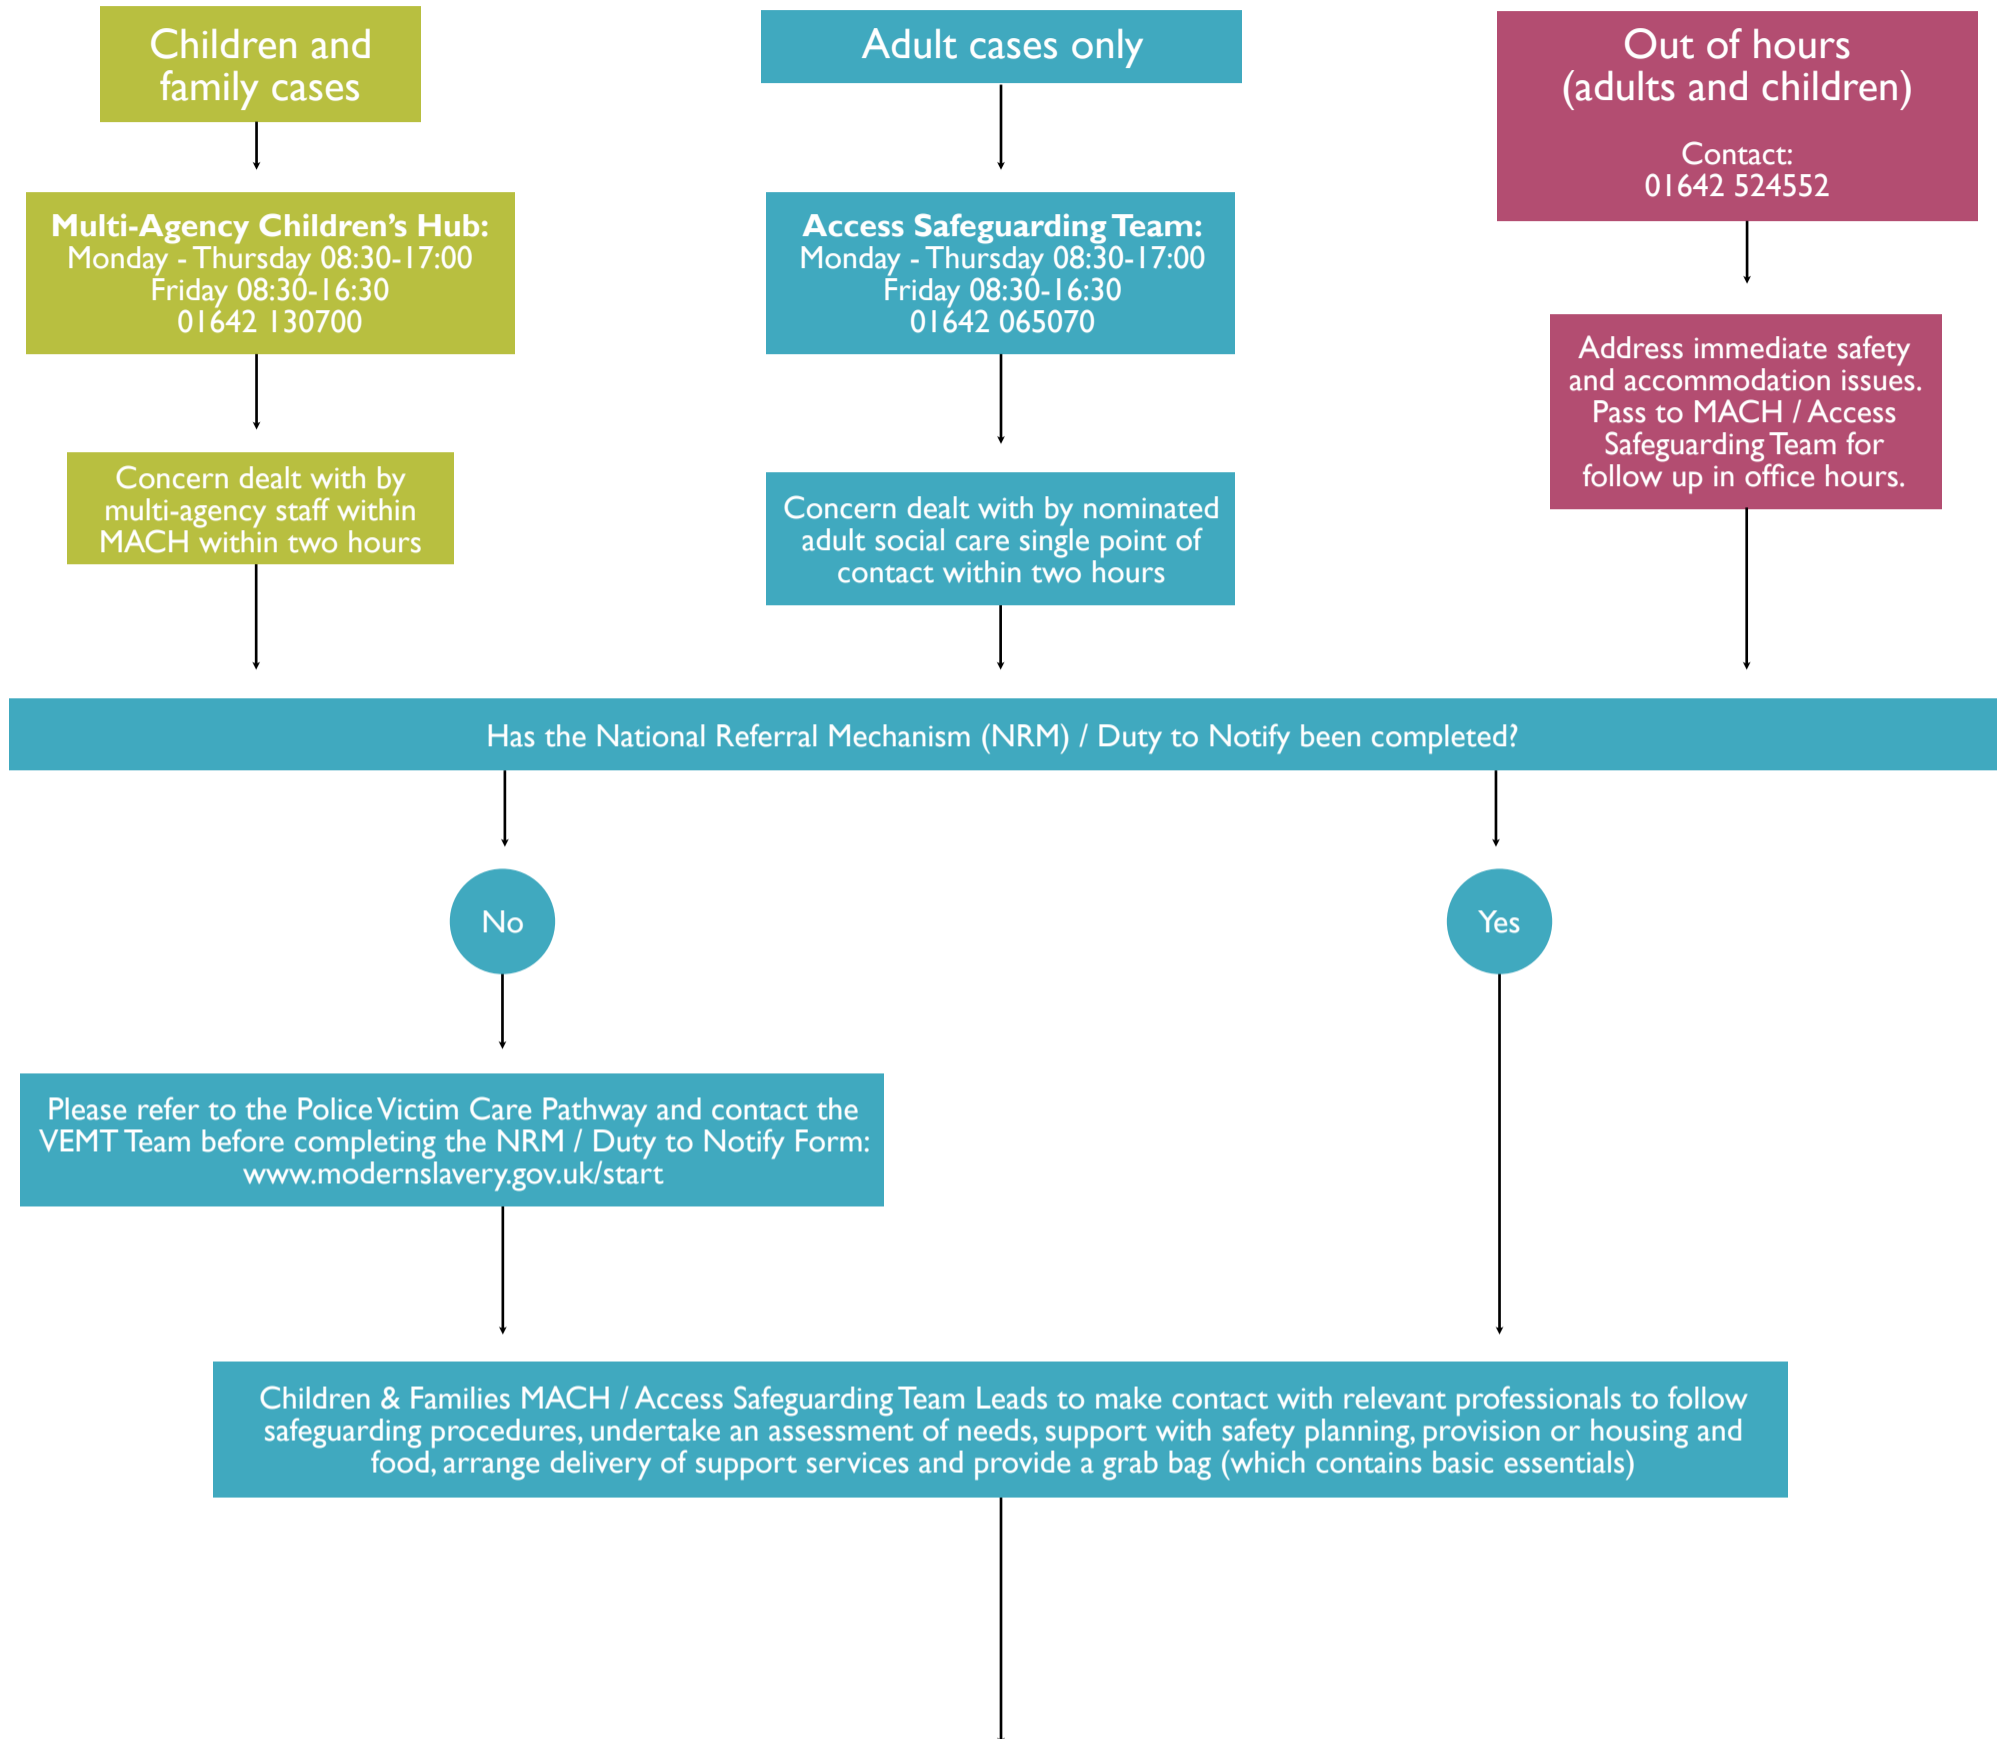 Children and
family cases
Multi-Agency Children's Hub:
Monday - Thursday 08:30-17:00
Friday 08:30-16:30
01642 130700
Concern dealt with by
multi-agency staff within
MACH within two hours
Adult cases only
Access Safeguarding Team:
Monday - Thursday 08:30-17:00
Friday 08:30-16:30
01642 065070
Concern dealt with by nominated
adult social care single point of
contact within two hours
Out of hours
(adults and children)
Contact:
01642 524552
Address immediate safety
and accommodation issues.
Pass to MACH / Access
Safeguarding Team for
follow up in office hours.
Has the National Referral Mechanism (NRM) / Duty to Notify been completed?
No
Yes
Please refer to the Police Victim Care Pathway and contact the
VEMT Team before completing the NRM / Duty to Notify Form:
www.modernslavery.gov.uk/start
Children & Families MACH / Access Safeguarding Team Leads to make contact with relevant professionals to follow
safeguarding procedures, undertake an assessment of needs, support with safety planning, provision or housing and
food, arrange delivery of support services and provide a grab bag (which contains basic essentials)